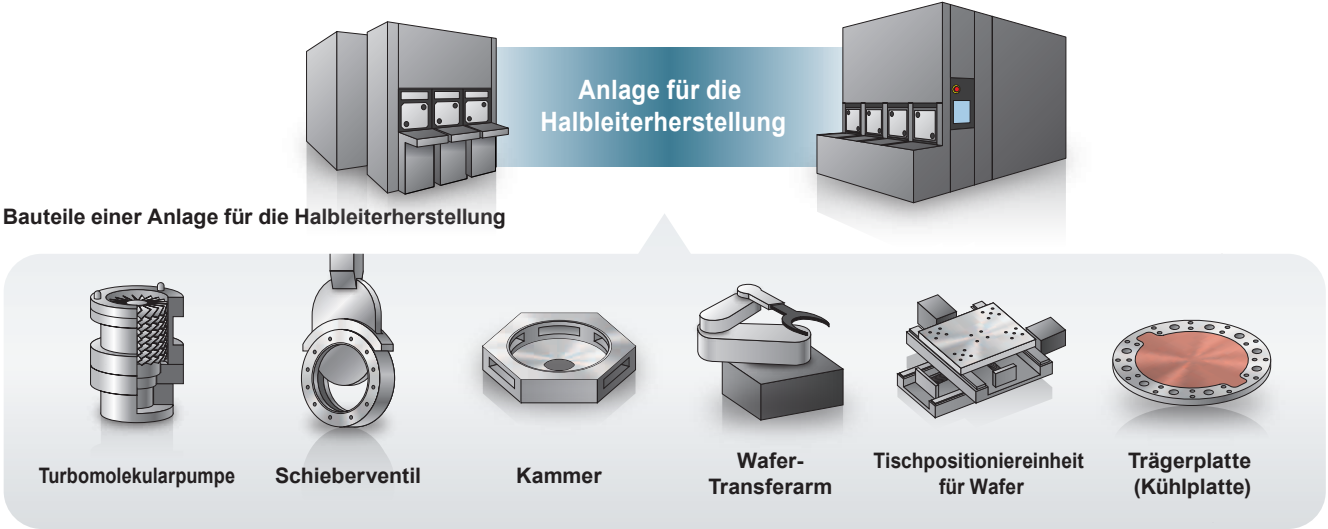 Anlage für die
Halbleiterherstellung
Bauteile einer Anlage für die Halbleiterherstellung
Turbomolekularpumpe
Schieberventil
Kammer
Wafer-
Transferarm
Tischpositioniereinheit
für Wafer
Trägerplatte
(Kühlplatte)